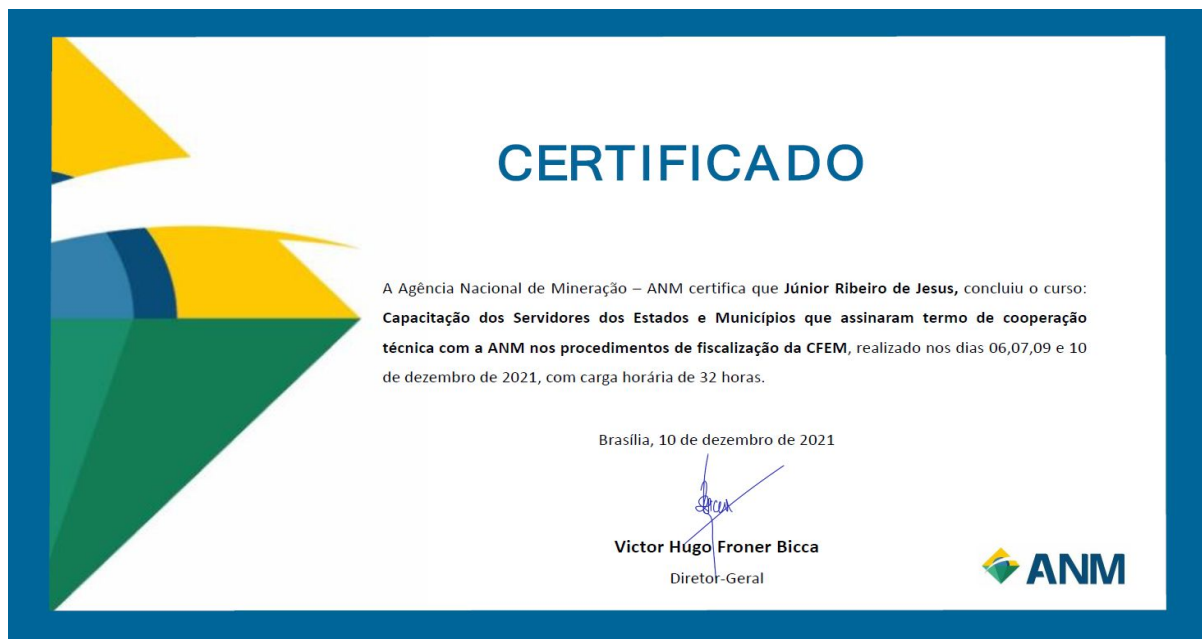 CERTIFICADO
A Agência Nacional de Mineração – ANM certifica que Júnior Ribeiro de Jesus, concluiu o curso:
Capacitação dos Servidores dos Estados e Municípios que assinaram termo de cooperação
técnica com a ANM nos procedimentos de fiscalização da CFEM, realizado nos dias 06,07,09 e 10
de dezembro de 2021, com carga horária de 32 horas.
Brasília, 10 de dezembro de 2021
Victor Hugo Froner Bicca
Diretor-Geral
ANM